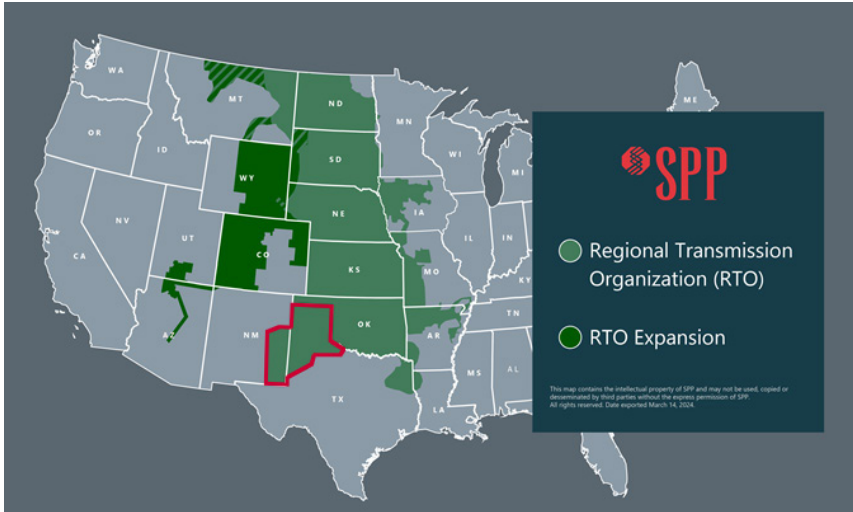 WA
MT
ND
MN
ME
OR
ID
WY
SD
WI
MI
NV
UT
CO
NE
IA
IL
IN
CA
KS
MO
KY
AZ
NM
OK
AR
TN
TX
MS
AL
LA
SPP
Regional Transmission
Organization (RTO)
RTO Expansion
This map contains the intellectual property of SPP and may not be used, copied or
desseminated by third parties without the express permission of SPP.
All rights reserved. Date exported March 14, 2024.